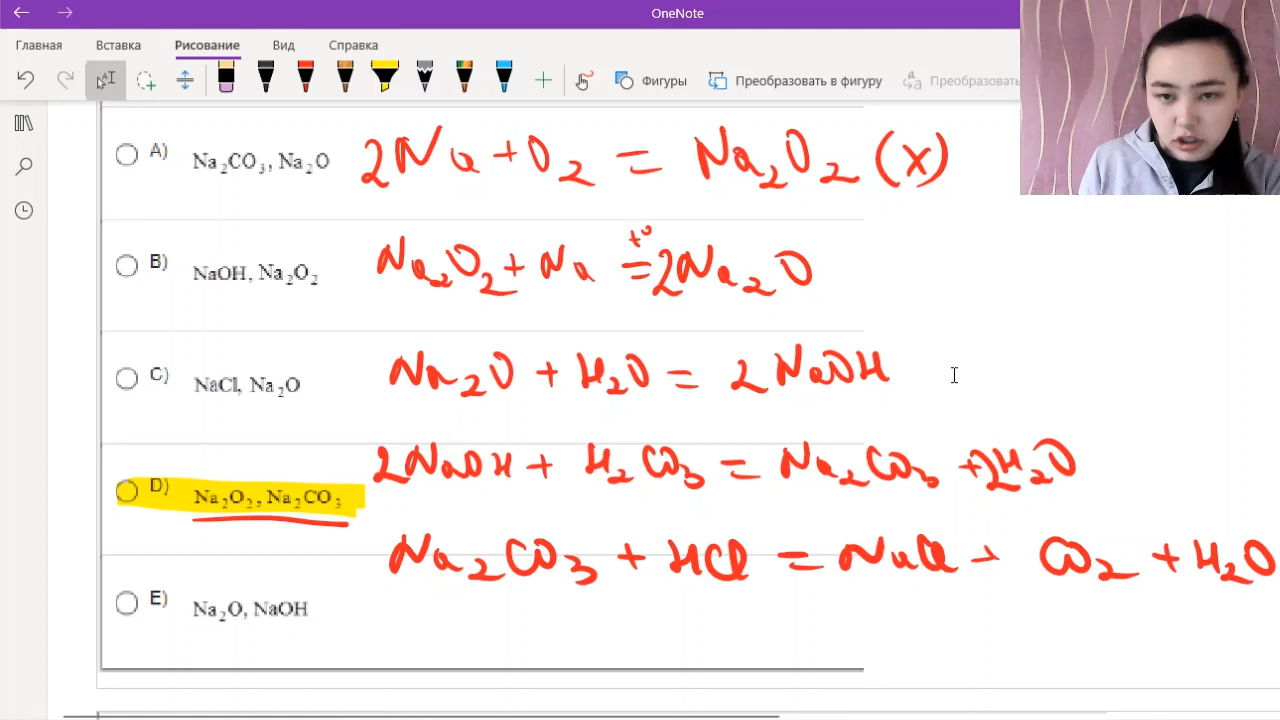 OneNote
Главная Вставка Рисование Вид Справка
Фигуры Преобразовать в фигуру Преобразован
A) Na₂CO₃, Na₂O 2Na + O₂ = Na₂O₂ (x)
B) NaOH, Na₂O₂ Na₂O₂ + Na =t° 2Na₂O
C) NaCl, Na₂O Na₂O + H₂O = 2NaOH
D) Na₂O₂, Na₂CO₃ 2NaOH + H₂CO₃ = Na₂CO₃ + 2H₂O
Na₂CO₃ + HCl = NaCl + CO₂ + H₂O
E) Na₂O, NaOH